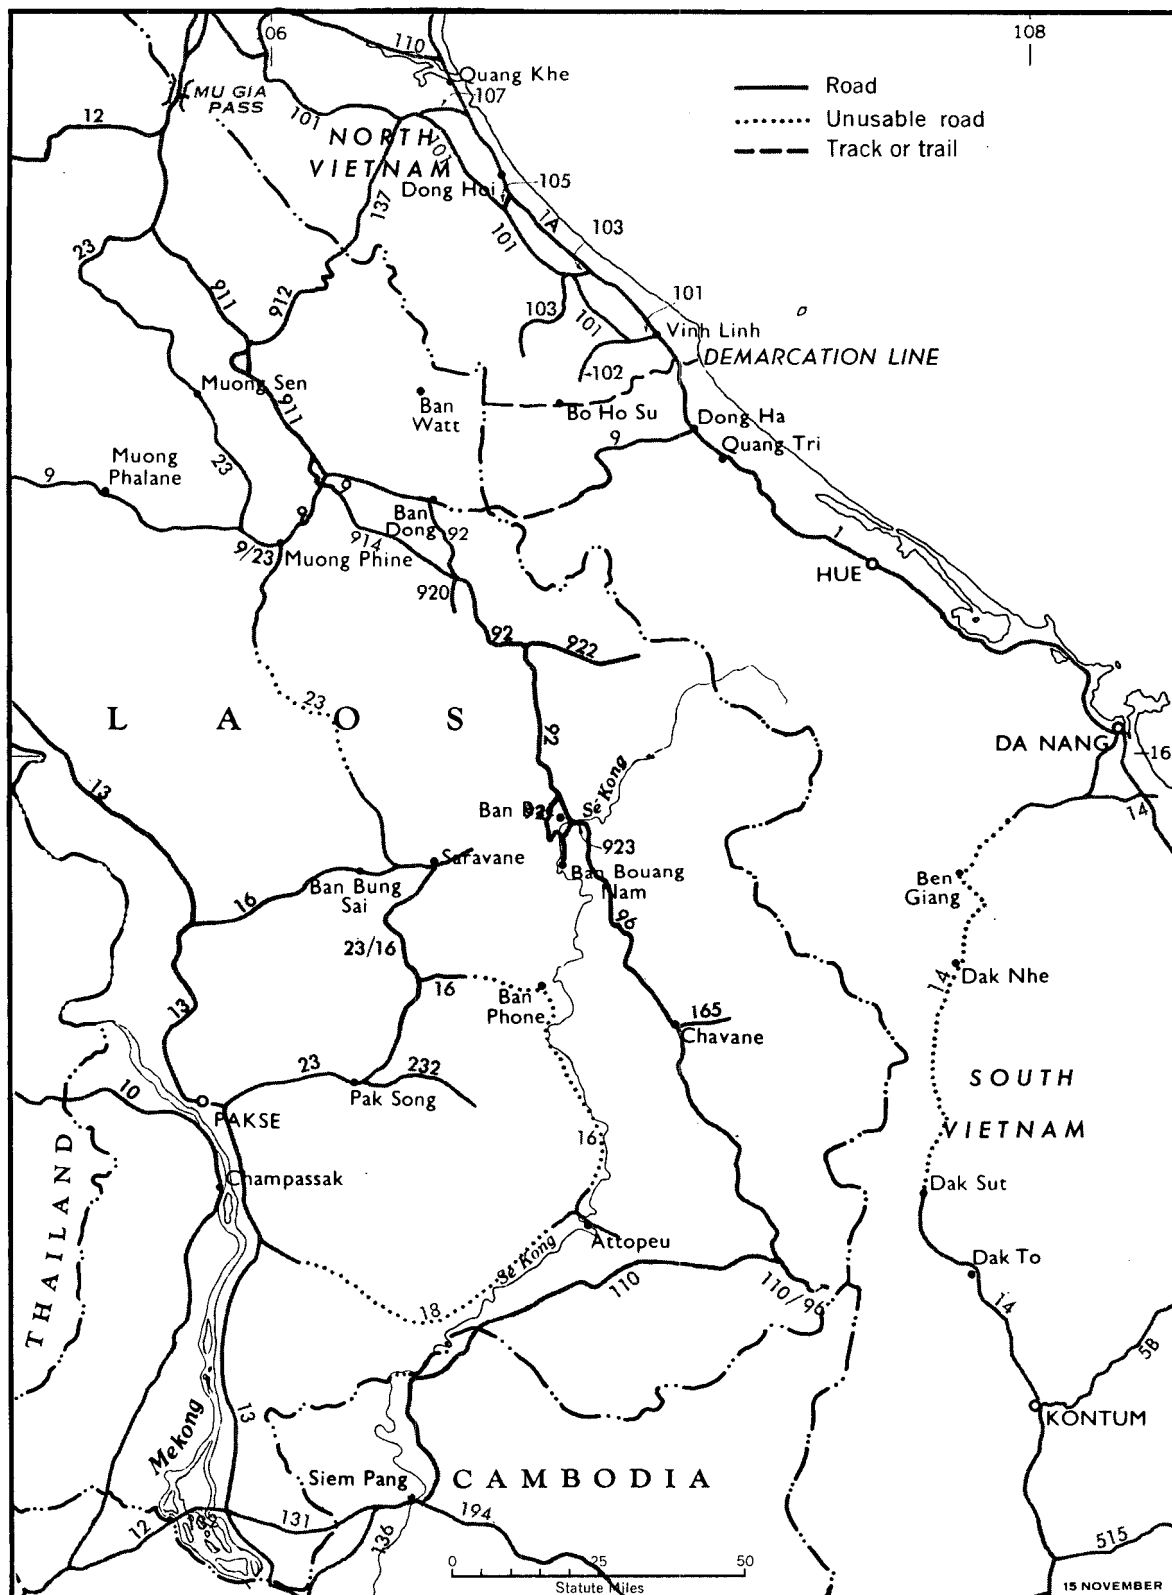 106
108
110
Quang Khe
107
Road
Unusable road
Track or trail
MU GIA
PASS
12
101
NORTH
VIETNAM
101
Dong Hoi
105
137
1A
103
101
23
911
912
103
101
101
Vinh Linh
DEMARCATION LINE
102
Muong Sen
Ban
Watt
Bo Ho Su
Dong Ha
Quang Tri
911
9
Muong
Phalane
9
23
9
9
Ban
Dong
92
914
9/23
Muong Phine
920
1
HUE
92
922
LAOS
23
92
DA NANG
16
13
Se Kong
Ban
92
923
14
Saravane
Ban Bouang
Nam
Ban Bung
Sai
16
Ben
Giang
96
23/16
16
Ban
Phone
14
Dak Nhe
13
165
Chavane
23
232
Pak Song
10
PAKSE
SOUTH
VIETNAM
16
THAILAND
Champassak
Dak Sut
Attopeu
Se Kong
110
110/96
Dak To
18
14
5B
13
KONTUM
Mekong
Siem Pang
CAMBODIA
12
131
136
194
515
0 25 50
Statute Miles
15 NOVEMBER